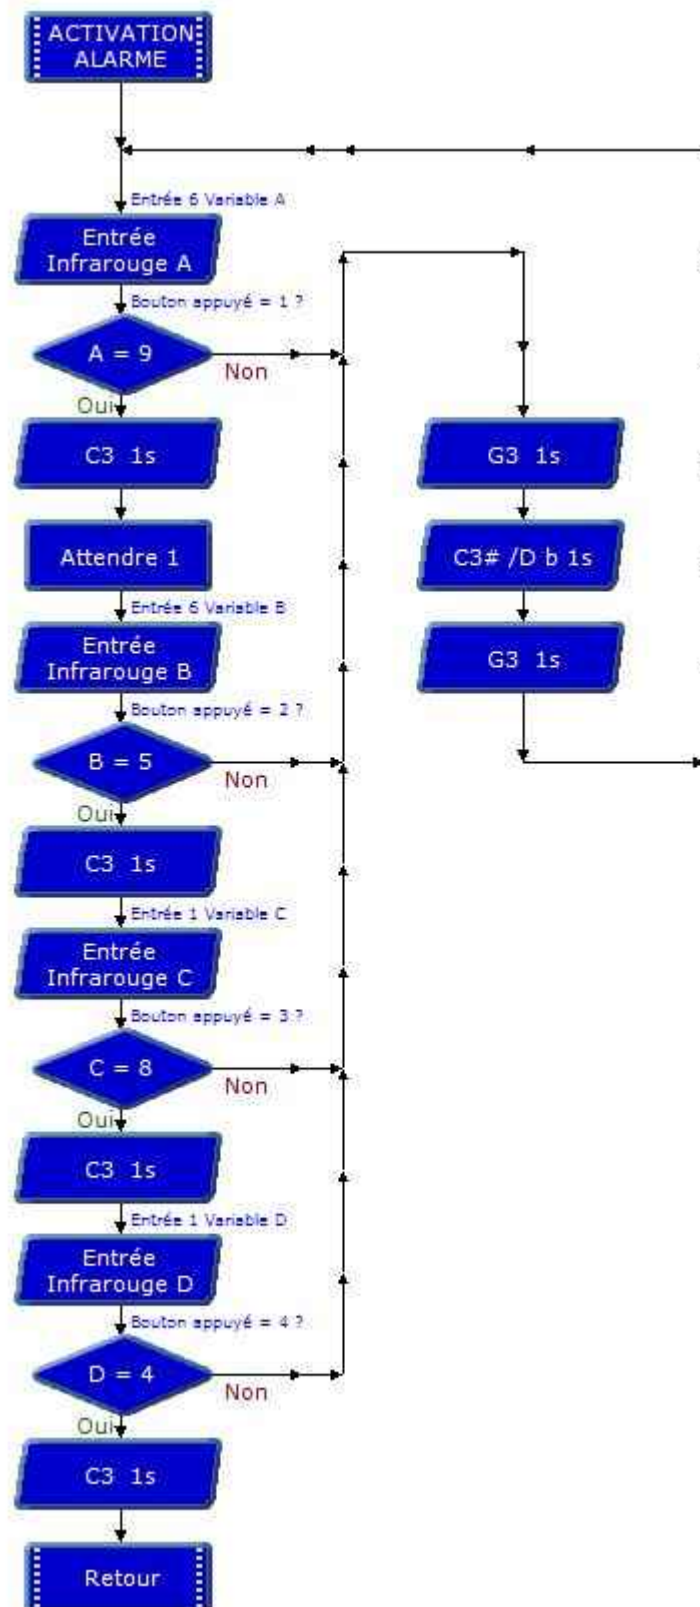 ACTIVATION
ALARME
Entrée 6 Variable A
Entrée
Infrarouge A
Bouton appuyé = 1 ?
A = 9
Non
Oui
C3 1s
Attendre 1
Entrée 6 Variable B
Entrée
Infrarouge B
Bouton appuyé = 2 ?
B = 5
Non
Oui
C3 1s
Entrée 1 Variable C
Entrée
Infrarouge C
Bouton appuyé = 3 ?
C = 8
Non
Oui
C3 1s
Entrée 1 Variable D
Entrée
Infrarouge D
Bouton appuyé = 4 ?
D = 4
Non
Oui
C3 1s
Retour
G3 1s
C3# /D b 1s
G3 1s